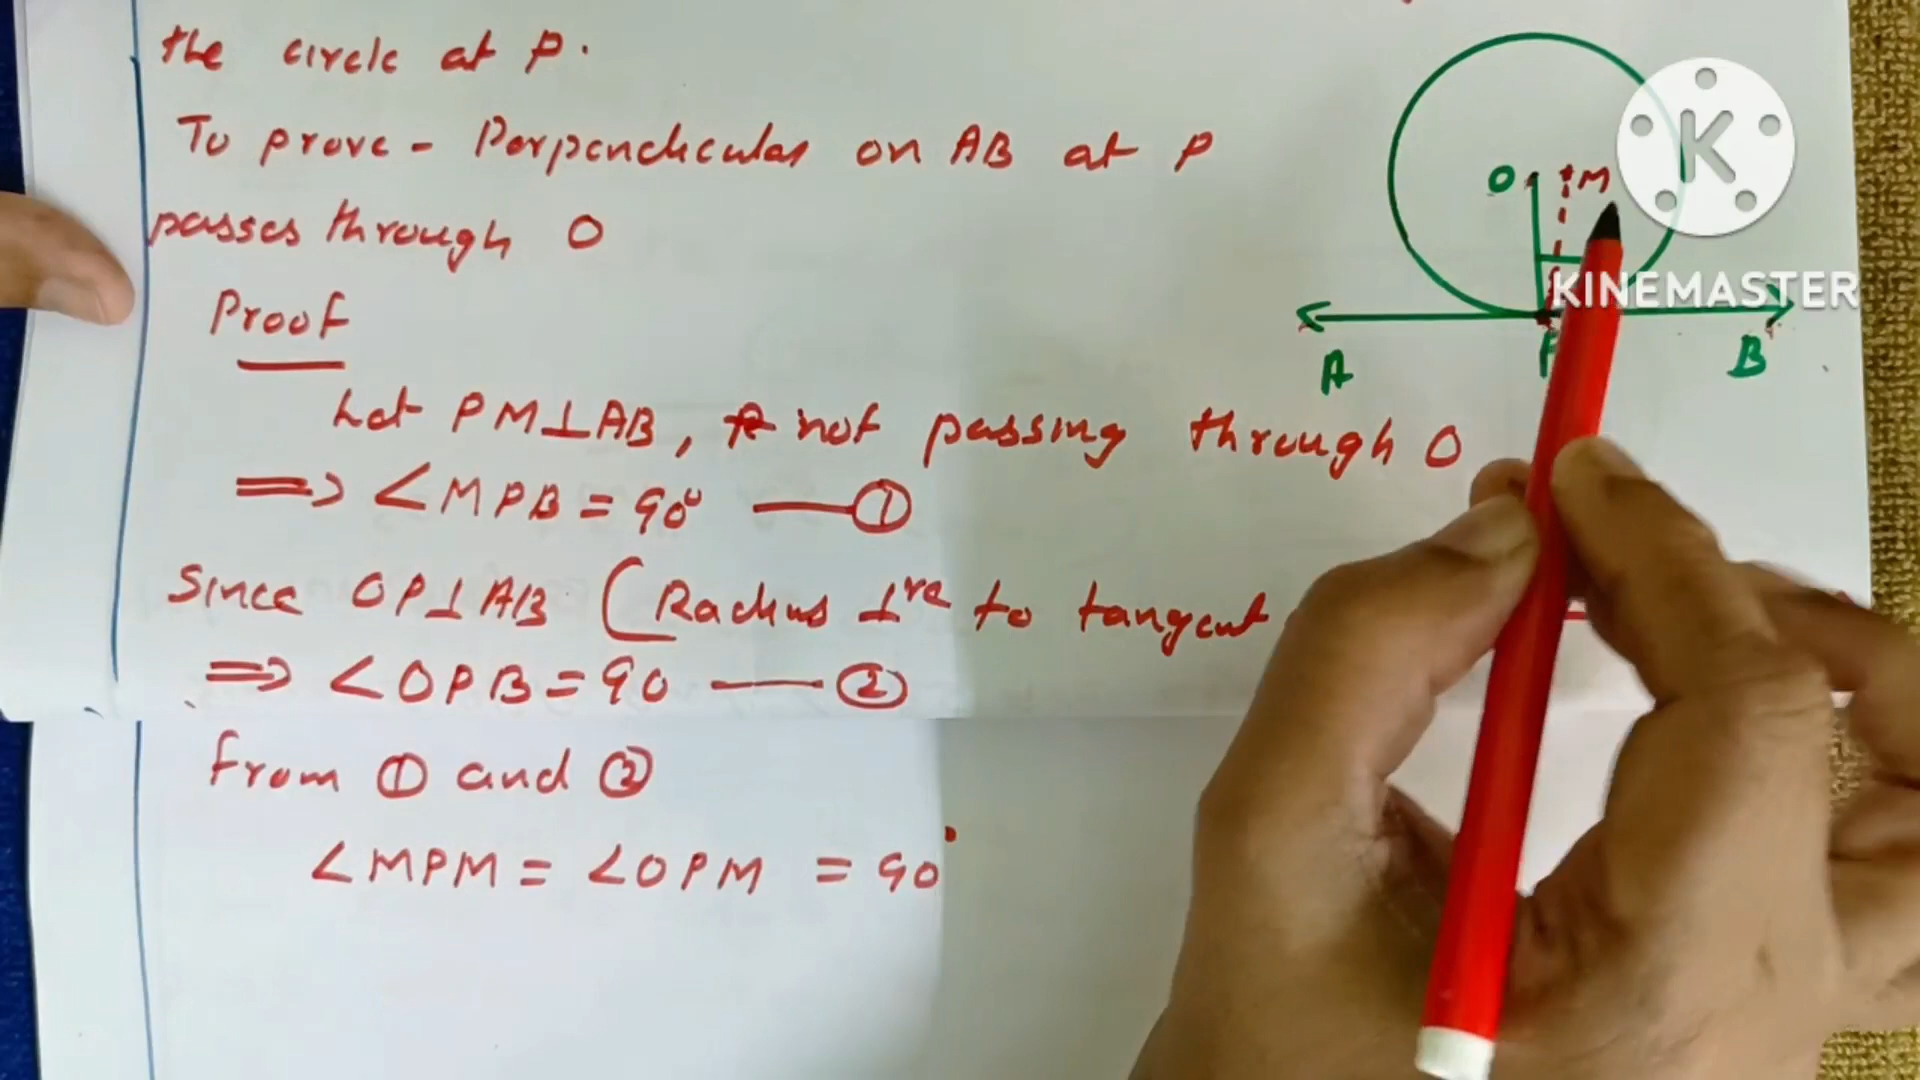 the circle at P.
To prove - Perpendicular on AB at P
passes through O
Proof
Let PM⊥AB, not passing through O
⇒ ∠MPB = 90° —— ①
Since OP⊥AB (Radius ⊥re to tangent
⇒ ∠OPB = 90 —— ②
from ① and ②
∠MPM = ∠OPM = 90°
O M
K
KINEMASTER
A P B